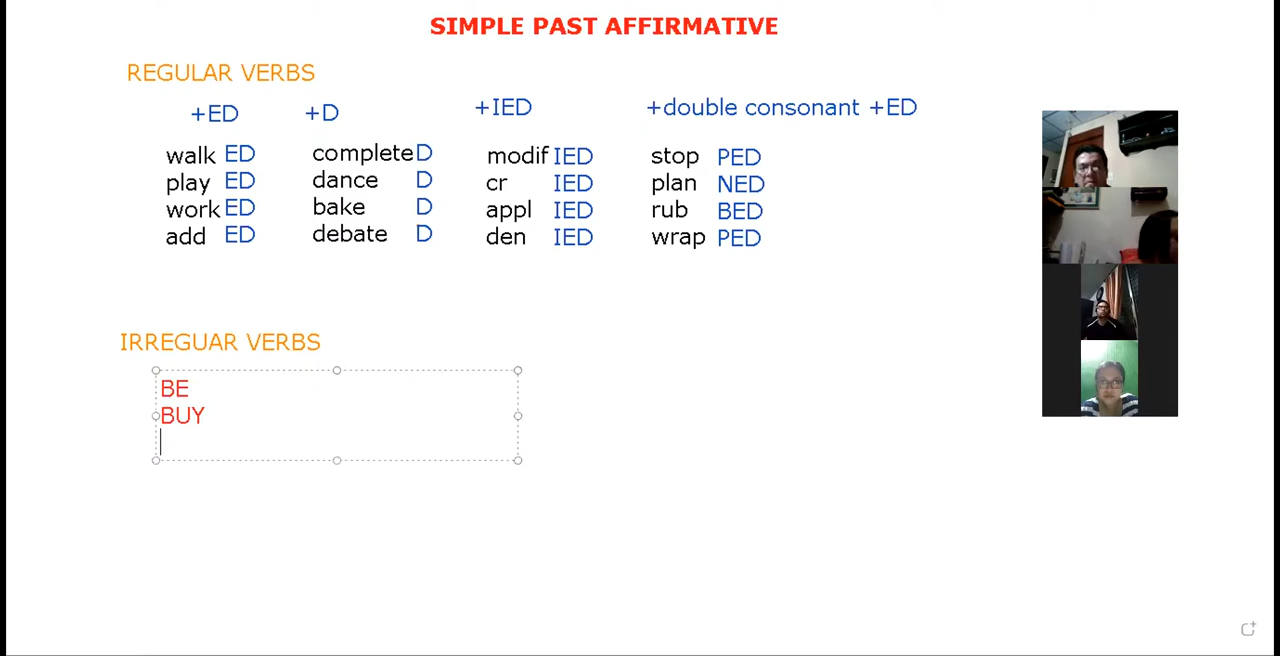 SIMPLE PAST AFFIRMATIVE
REGULAR VERBS
+ED +D +IED +double consonant +ED
walk ED complete D modif IED stop PED
play ED dance D cr IED plan NED
work ED bake D appl IED rub BED
add ED debate D den IED wrap PED
IRREGUAR VERBS
BE
BUY